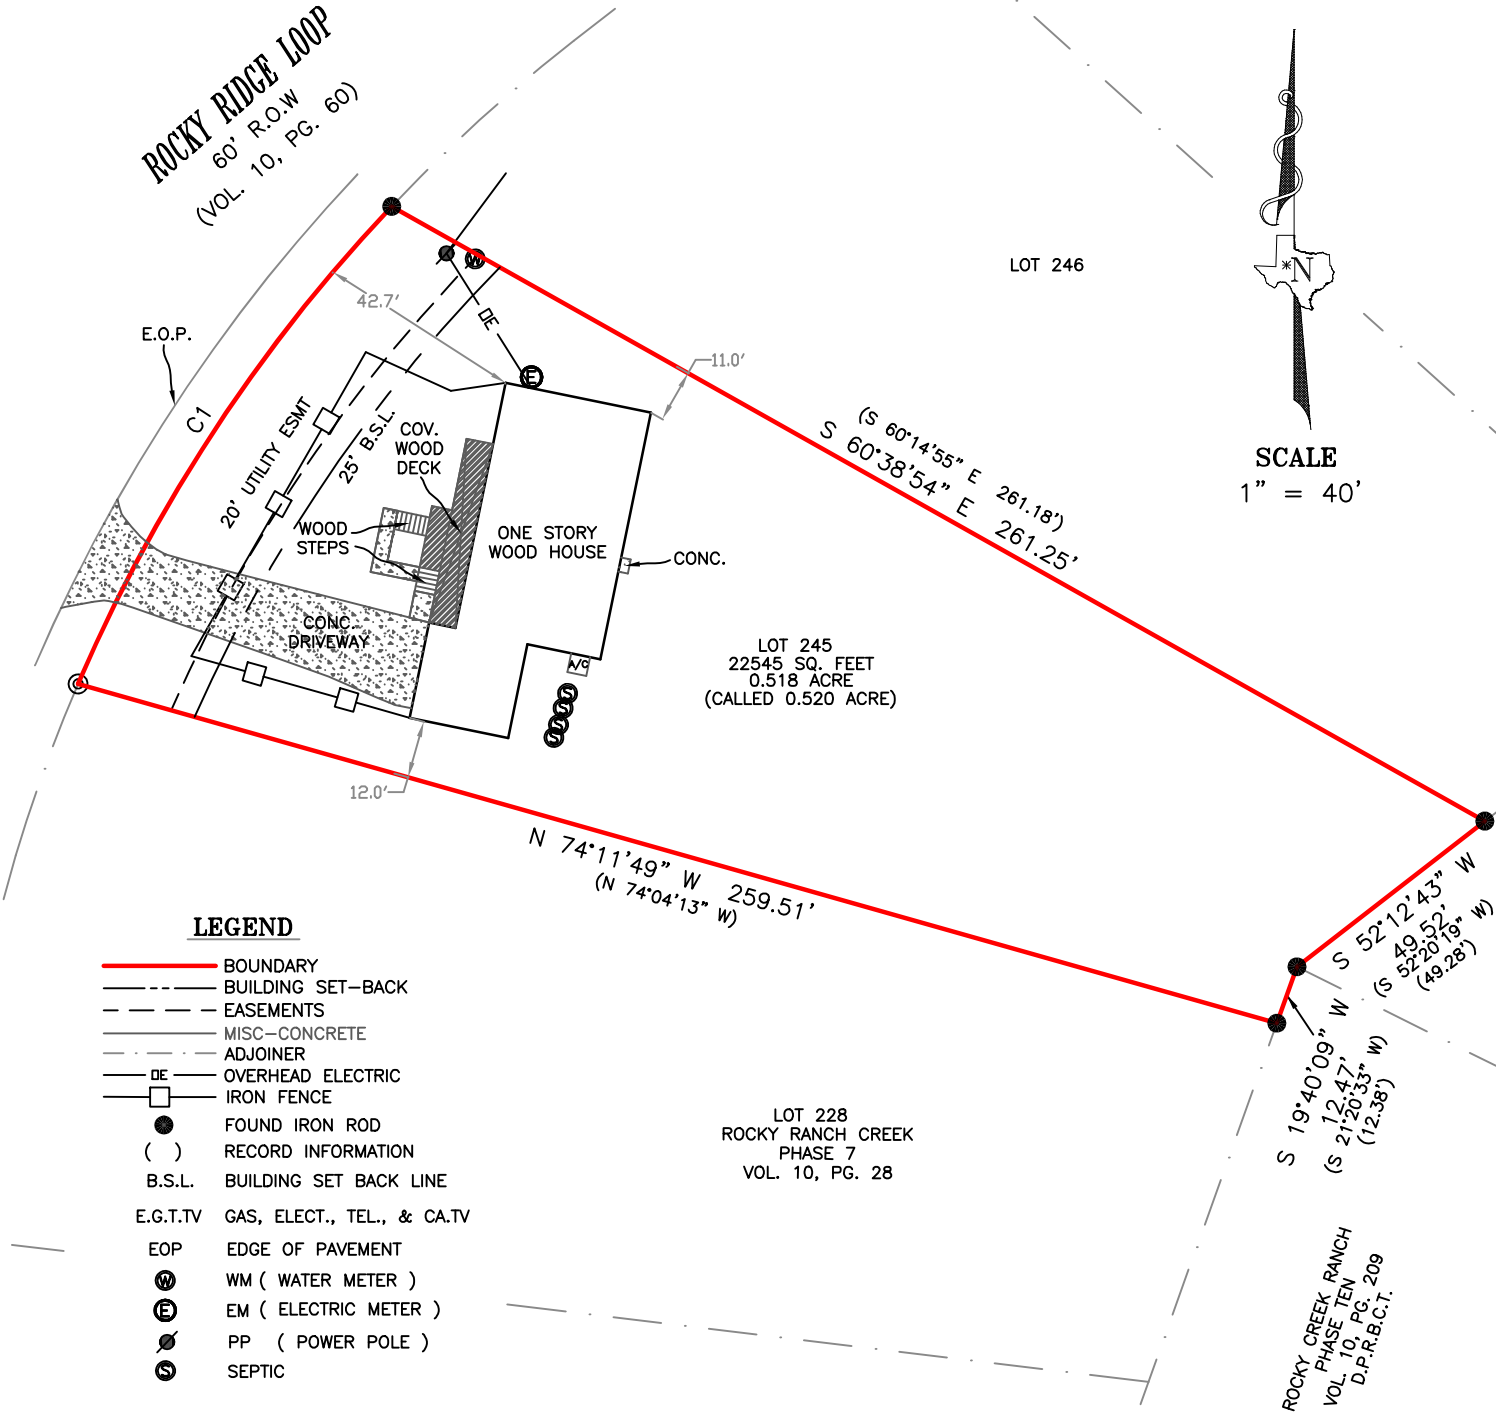 ROCKY RIDGE LOOP
60' R.O.W
(VOL. 10, PG. 60)
LOT 246
N
SCALE
1" = 40'
E.O.P.
C1
42.7'
W
OE
E
11.0'
20' UTILITY ESMT
25' B.S.L.
COV.
WOOD
DECK
WOOD
STEPS
ONE STORY
WOOD HOUSE
CONC.
CONC.
DRIVEWAY
A/C
S
S
S
S
12.0'
(S 60°14'55" E 261.18')
S 60°38'54" E 261.25'
LOT 245
22545 SQ. FEET
0.518 ACRE
(CALLED 0.520 ACRE)
N 74°11'49" W 259.51'
(N 74°04'13" W)
S 52°12'43" W
49.52'
(S 52°20'19" W)
(49.28')
S 19°40'09" W
12.47'
(S 21°20'33" W)
(12.38')
LOT 228
ROCKY RANCH CREEK
PHASE 7
VOL. 10, PG. 28
ROCKY CREEK RANCH
PHASE TEN
VOL. 10, PG. 209
D.P.R.B.C.T.
LEGEND
BOUNDARY
BUILDING SET-BACK
EASEMENTS
MISC-CONCRETE
ADJOINER
OE OVERHEAD ELECTRIC
IRON FENCE
FOUND IRON ROD
( ) RECORD INFORMATION
B.S.L. BUILDING SET BACK LINE
E.G.T.TV GAS, ELECT., TEL., & CA.TV
EOP EDGE OF PAVEMENT
W WM ( WATER METER )
E EM ( ELECTRIC METER )
PP ( POWER POLE )
S SEPTIC